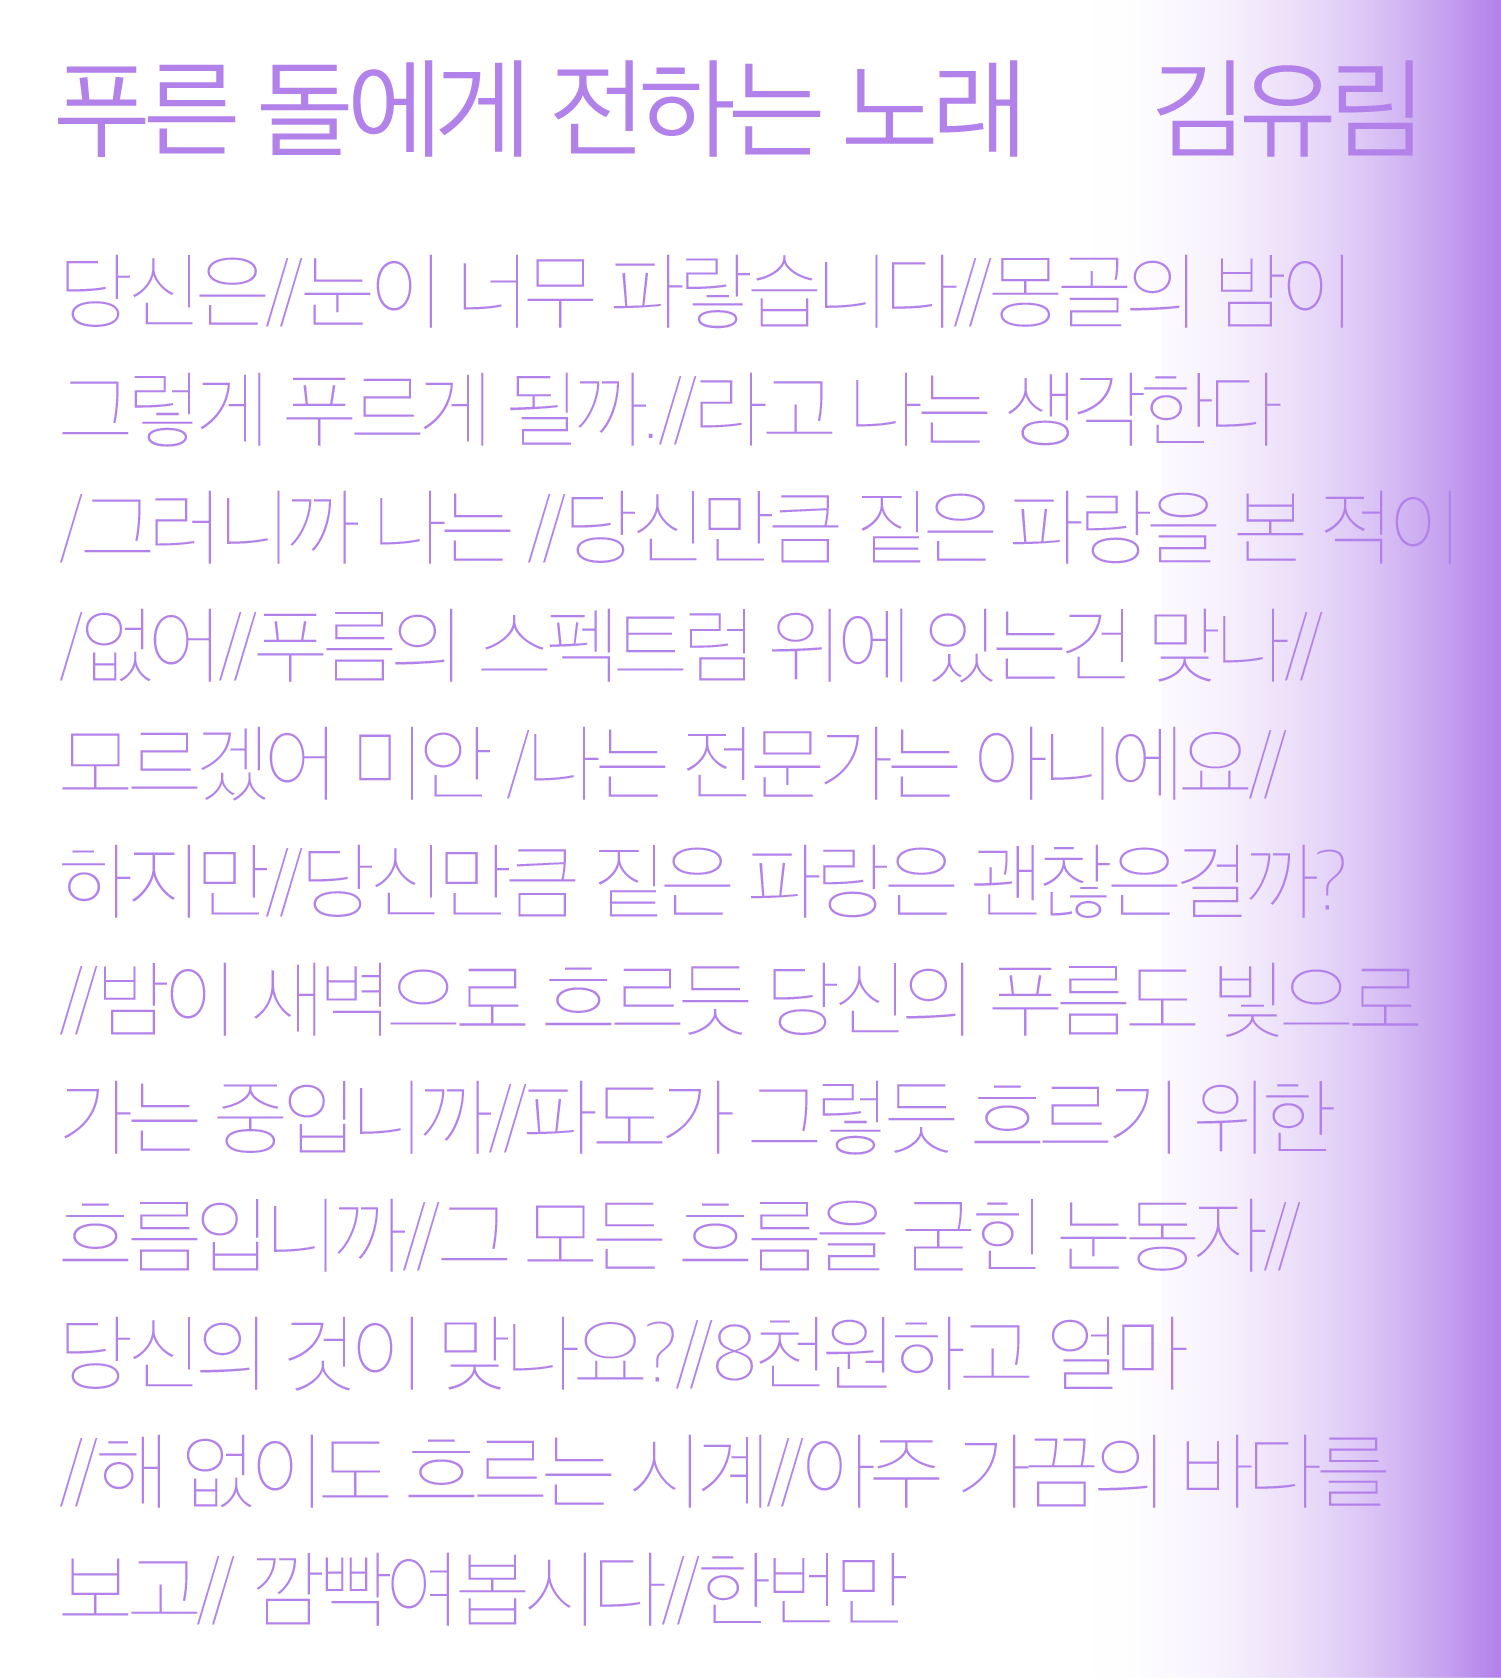 푸른 돌에게 전하는 노래 김유림
당신은//눈이 너무 파랗습니다//몽골의 밤이
그렇게 푸르게 될까.//라고 나는 생각한다
/그러니까 나는 //당신만큼 짙은 파랑을 본 적이
/없어//푸름의 스펙트럼 위에 있는건 맞나//
모르겠어 미안 /나는 전문가는 아니에요//
하지만//당신만큼 짙은 파랑은 괜찮은걸까?
//밤이 새벽으로 흐르듯 당신의 푸름도 빛으로
가는 중입니까//파도가 그렇듯 흐르기 위한
흐름입니까//그 모든 흐름을 굳힌 눈동자//
당신의 것이 맞나요?//8천원하고 얼마
//해 없이도 흐르는 시계//아주 가끔의 바다를
보고// 깜빡여봅시다//한번만